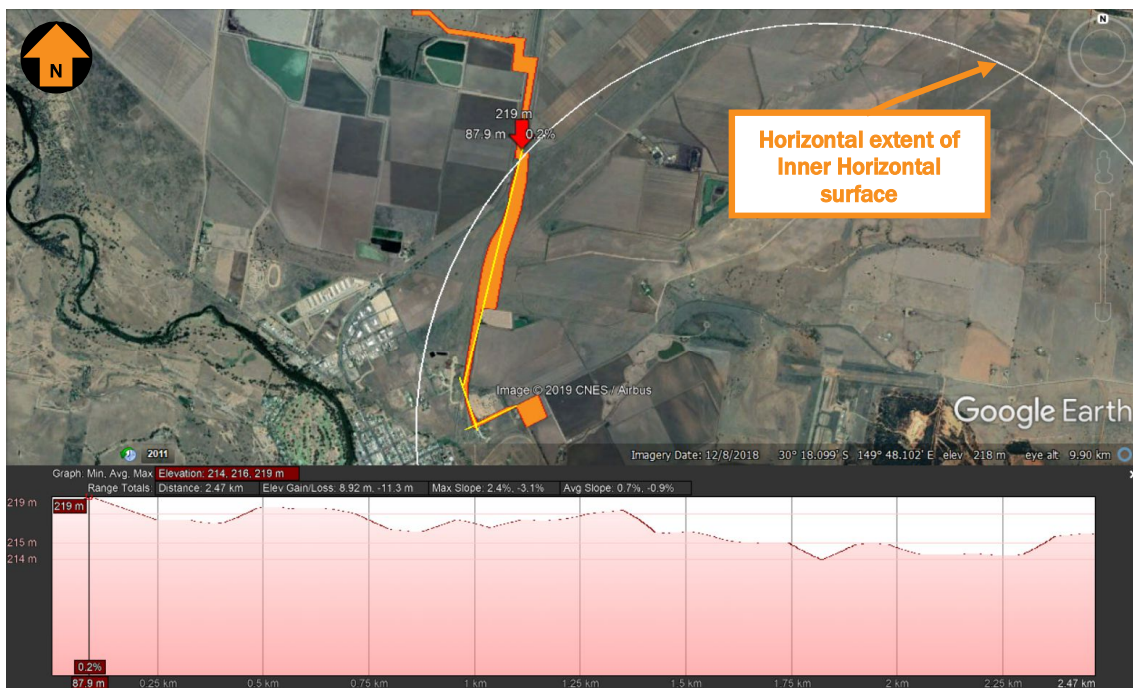 N
N
219 m
87.9 m
0.2%
Horizontal extent of
Inner Horizontal
surface
Image © 2019 CNES / Airbus
Google Earth
2011
Imagery Date: 12/8/2018 30° 18.099' S 149° 48.102' E elev 218 m eye alt 9.90 km
Graph: Min, Avg, Max Elevation: 214, 216, 219 m
Range Totals: Distance: 2.47 km Elev Gain/Loss: 8.92 m, -11.3 m Max Slope: 2.4%, -3.1% Avg Slope: 0.7%, -0.9%
219 m
219 m
215 m
214 m
0.2%
87.9 m 0.25 km 0.5 km 0.75 km 1 km 1.25 km 1.5 km 1.75 km 2 km 2.25 km 2.47 km